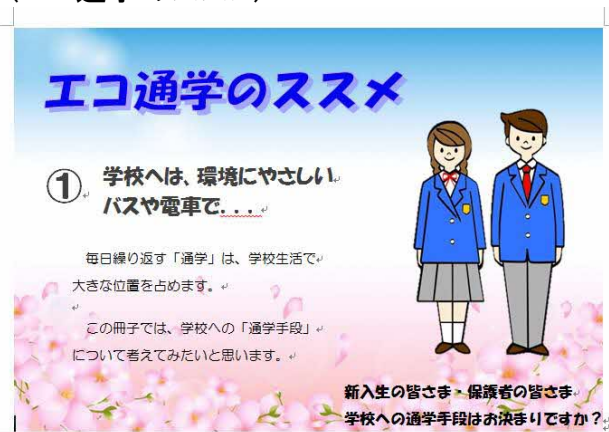 エコ通学のススメ
① 学校へは、環境にやさしい
バスや電車で...
毎日繰り返す「通学」は、学校生活で
大きな位置を占めます。
この冊子では、学校への「通学手段」
について考えてみたいと思います。
新入生の皆さま・保護者の皆さま
学校への通学手段はお決まりですか？